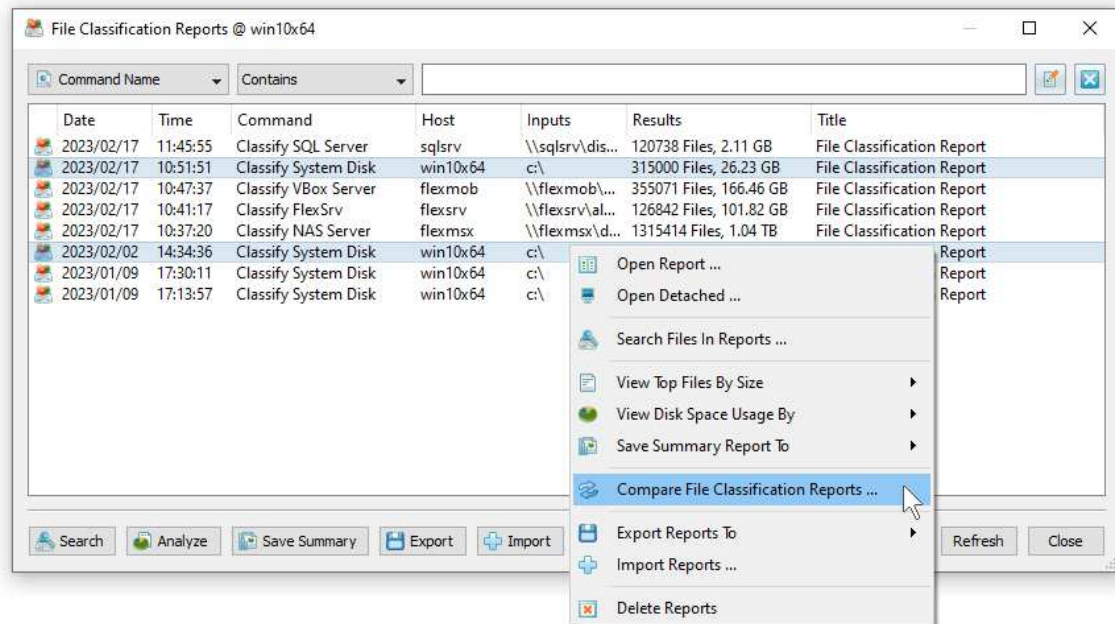 File Classification Reports @ win10x64
Command Name Contains
Date Time Command Host Inputs Results Title
2023/02/17 11:45:55 Classify SQL Server sqlsrv \\sqlsrv\dis... 120738 Files, 2.11 GB File Classification Report
2023/02/17 10:51:51 Classify System Disk win10x64 c:\ 315000 Files, 26.23 GB File Classification Report
2023/02/17 10:47:37 Classify VBox Server flexmob \\flexmob\... 355071 Files, 166.46 GB File Classification Report
2023/02/17 10:41:17 Classify FlexSrv flexsrv \\flexsrv\al... 126842 Files, 101.82 GB File Classification Report
2023/02/17 10:37:20 Classify NAS Server flexmsx \\flexmsx\d... 1315414 Files, 1.04 TB File Classification Report
2023/02/02 14:34:36 Classify System Disk win10x64 c:\ Report
2023/01/09 17:30:11 Classify System Disk win10x64 c:\ Report
2023/01/09 17:13:57 Classify System Disk win10x64 c:\ Report
Open Report ...
Open Detached ...
Search Files In Reports ...
View Top Files By Size
View Disk Space Usage By
Save Summary Report To
Compare File Classification Reports ...
Export Reports To
Import Reports ...
Delete Reports
Search Analyze Save Summary Export Import Refresh Close